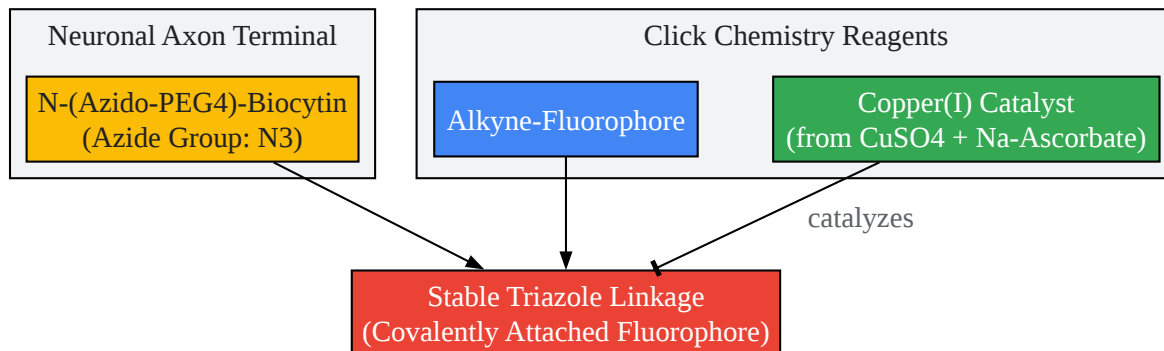 Neuronal Axon Terminal
N-(Azido-PEG4)-Biocytin
(Azide Group: N3)
Click Chemistry Reagents
Alkyne-Fluorophore
Copper(I) Catalyst
(from CuSO4 + Na-Ascorbate)
catalyzes
Stable Triazole Linkage
(Covalently Attached Fluorophore)